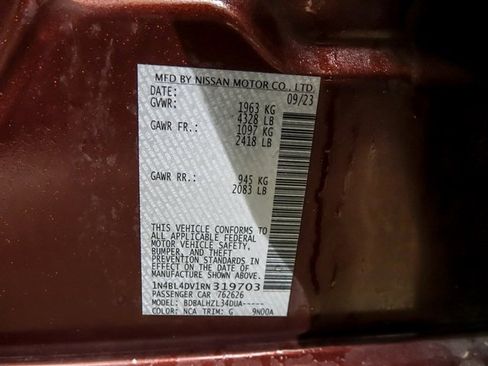 MFD BY NISSAN MOTOR CO., LTD.
DATE: 09/23
GVWR: 1963 KG
4328 LB
GAWR FR.: 1097 KG
2418 LB
GAWR RR.: 945 KG
2083 LB
THIS VEHICLE CONFORMS TO
ALL APPLICABLE FEDERAL
MOTOR VEHICLE SAFETY,
BUMPER, AND THEFT
PREVENTION STANDARDS IN
EFFECT ON THE DATE OF
MANUFACTURE SHOWN ABOVE.
1N4BL4DV1RN319703
PASSENGER CAR 762626
MODEL: BDBALHZL34DUA-----
COLOR: NCA TRIM: G 9N00A